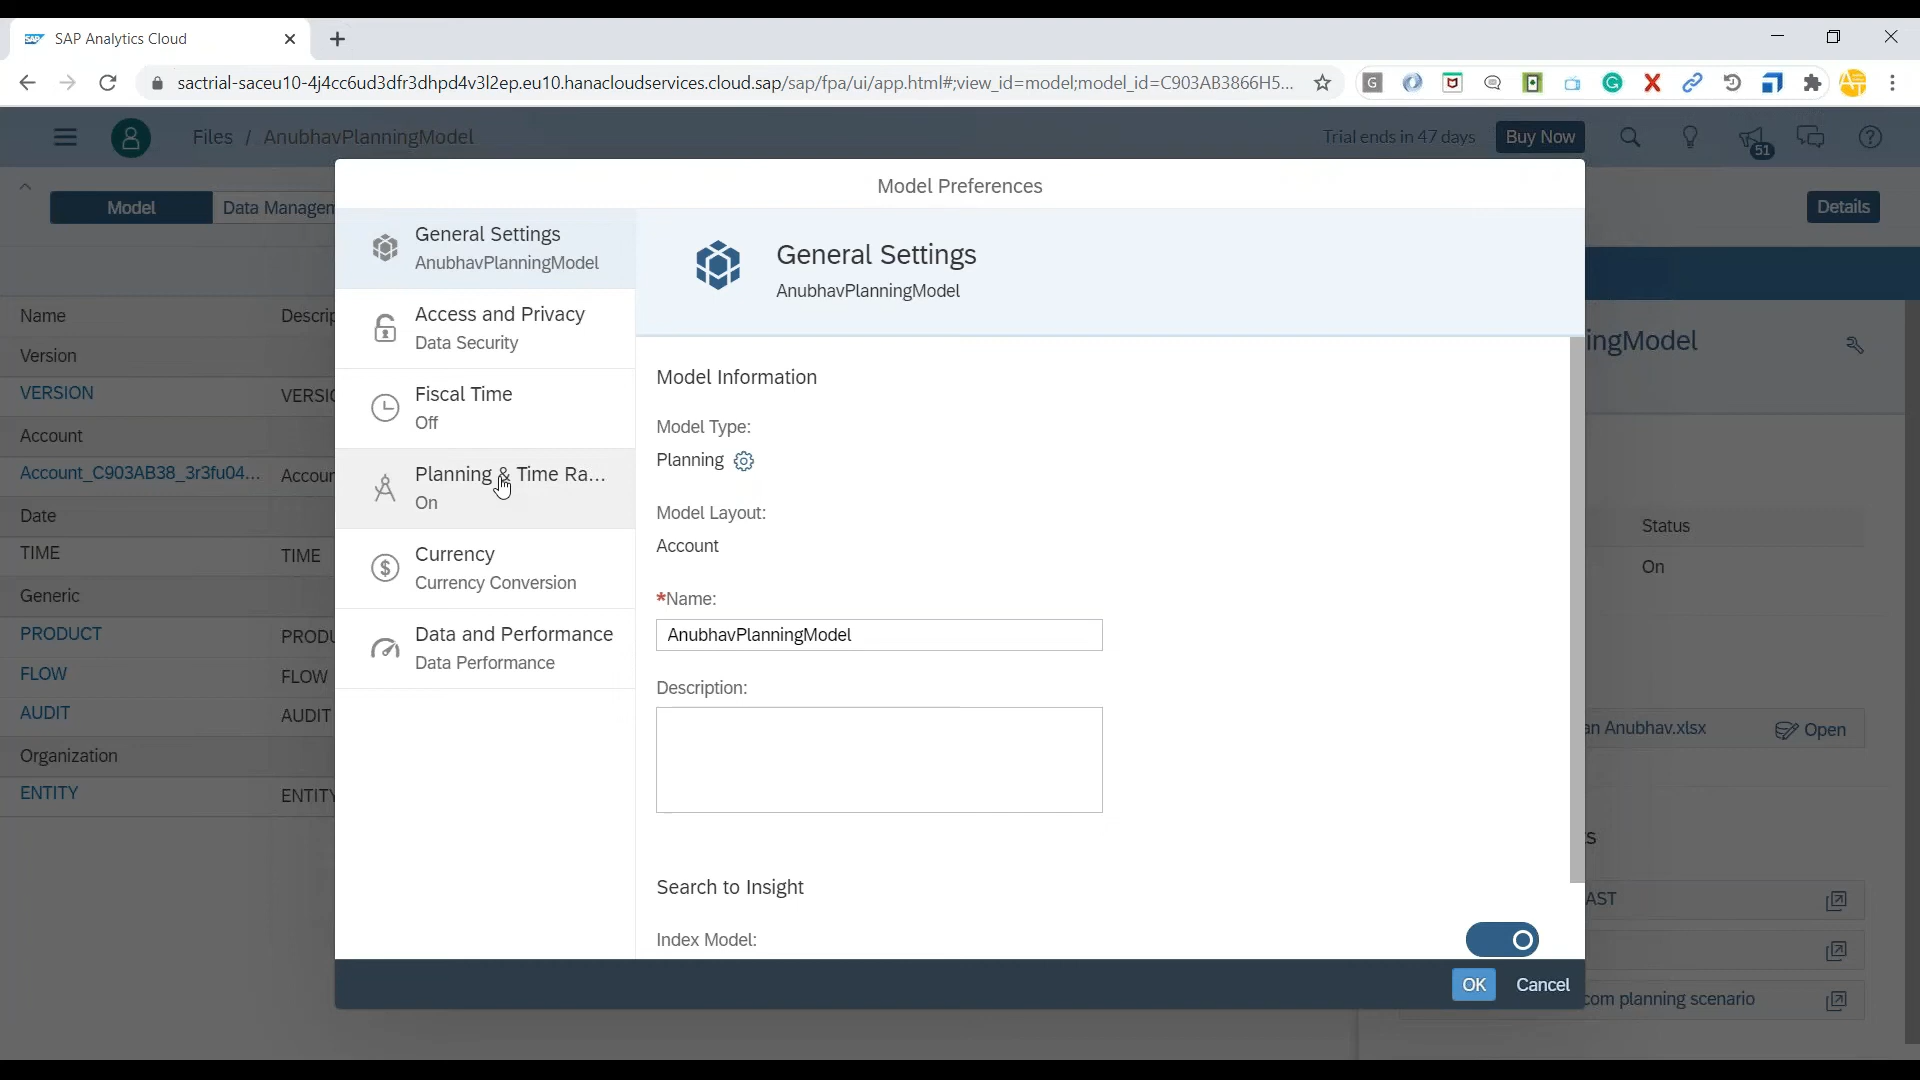 SAP Analytics Cloud
sactrial-saceu10-4j4cc6ud3dfr3dhpd4v3l2ep.eu10.hanacloudservices.cloud.sap/sap/fpa/ui/app.html#;view_id=model;model_id=C903AB3866H5...
Files / AnubhavPlanningModel
Trial ends in 47 days
Buy Now
51
Model
Data Managem
Details
Model Preferences
General Settings
AnubhavPlanningModel
Access and Privacy
Data Security
Fiscal Time
Off
Planning & Time Ra...
On
Currency
Currency Conversion
Data and Performance
Data Performance
General Settings
AnubhavPlanningModel
Model Information
Model Type:
Planning
Model Layout:
Account
*Name:
AnubhavPlanningModel
Description:
Search to Insight
Index Model:
OK
Cancel
Name
Descrip
Version
VERSION
VERSIO
Account
Account_C903AB38_3r3fu04...
Accour
Date
TIME
TIME
Generic
PRODUCT
PRODU
FLOW
FLOW
AUDIT
AUDIT
Organization
ENTITY
ENTITY
ingModel
Status
On
an Anubhav.xlsx
Open
ts
AST
com planning scenario